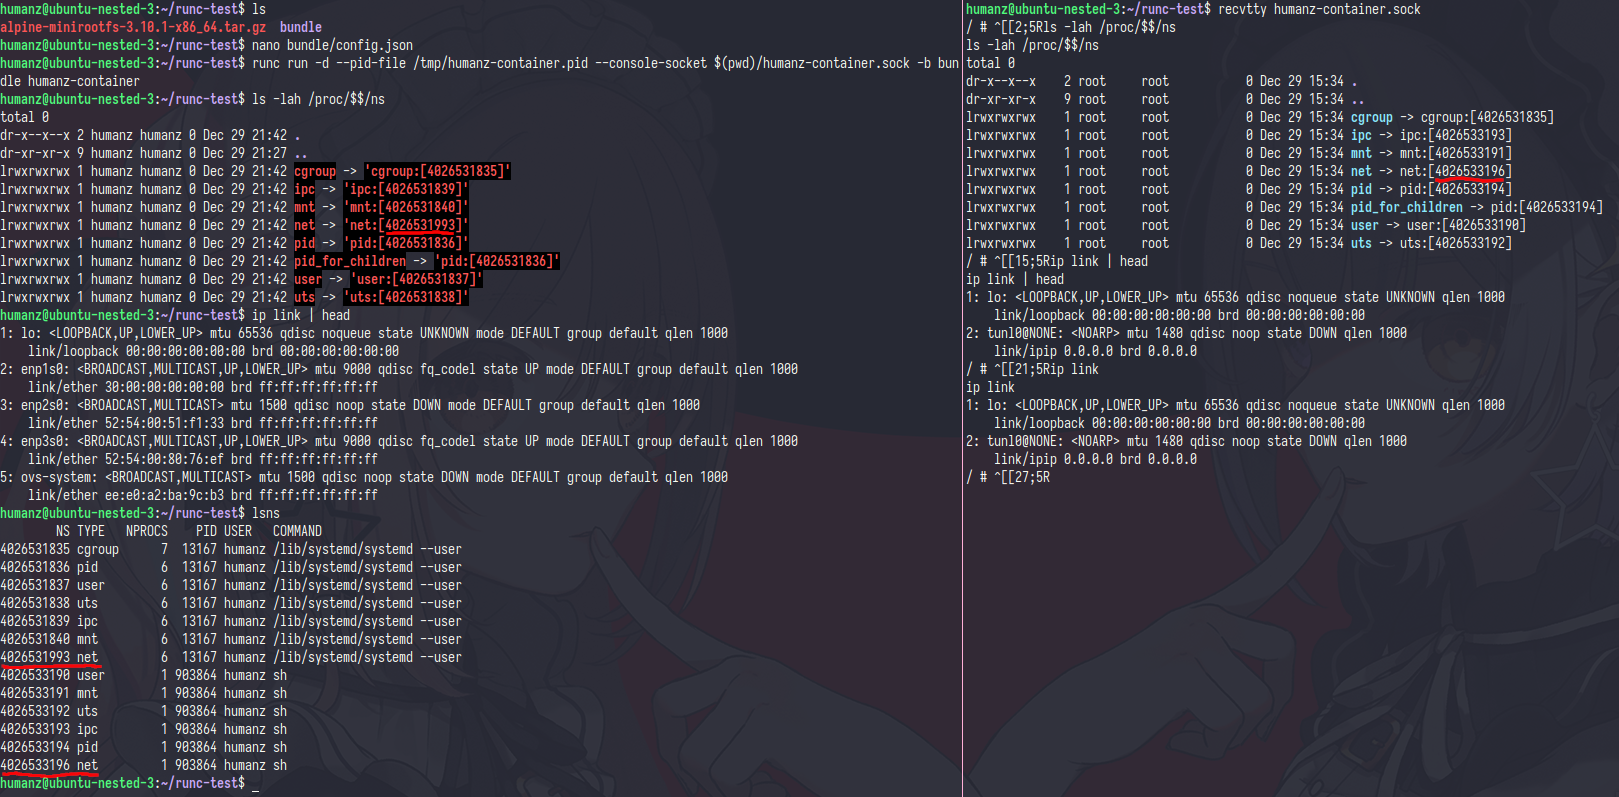 humanz@ubuntu-nested-3:~/runc-test$ ls
alpine-minirootfs-3.10.1-x86_64.tar.gz  bundle
humanz@ubuntu-nested-3:~/runc-test$ nano bundle/config.json
humanz@ubuntu-nested-3:~/runc-test$ runc run -d --pid-file /tmp/humanz-container.pid --console-socket $(pwd)/humanz-container.sock -b bun
dle humanz-container
humanz@ubuntu-nested-3:~/runc-test$ ls -lah /proc/$$/ns
total 0
dr-x--x--x 2 humanz humanz 0 Dec 29 21:42 .
dr-xr-xr-x 9 humanz humanz 0 Dec 29 21:27 ..
lrwxrwxrwx 1 humanz humanz 0 Dec 29 21:42 cgroup -> 'cgroup:[4026531835]'
lrwxrwxrwx 1 humanz humanz 0 Dec 29 21:42 ipc -> 'ipc:[4026531839]'
lrwxrwxrwx 1 humanz humanz 0 Dec 29 21:42 mnt -> 'mnt:[4026531840]'
lrwxrwxrwx 1 humanz humanz 0 Dec 29 21:42 net -> 'net:[4026531993]'
lrwxrwxrwx 1 humanz humanz 0 Dec 29 21:42 pid -> 'pid:[4026531836]'
lrwxrwxrwx 1 humanz humanz 0 Dec 29 21:42 pid_for_children -> 'pid:[4026531836]'
lrwxrwxrwx 1 humanz humanz 0 Dec 29 21:42 user -> 'user:[4026531837]'
lrwxrwxrwx 1 humanz humanz 0 Dec 29 21:42 uts -> 'uts:[4026531838]'
humanz@ubuntu-nested-3:~/runc-test$ ip link | head
1: lo: <LOOPBACK,UP,LOWER_UP> mtu 65536 qdisc noqueue state UNKNOWN mode DEFAULT group default qlen 1000
    link/loopback 00:00:00:00:00:00 brd 00:00:00:00:00:00
2: enp1s0: <BROADCAST,MULTICAST,UP,LOWER_UP> mtu 9000 qdisc fq_codel state UP mode DEFAULT group default qlen 1000
    link/ether 30:00:00:00:00:00 brd ff:ff:ff:ff:ff:ff
3: enp2s0: <BROADCAST,MULTICAST> mtu 1500 qdisc noop state DOWN mode DEFAULT group default qlen 1000
    link/ether 52:54:00:51:f1:33 brd ff:ff:ff:ff:ff:ff
4: enp3s0: <BROADCAST,MULTICAST,UP,LOWER_UP> mtu 9000 qdisc fq_codel state UP mode DEFAULT group default qlen 1000
    link/ether 52:54:00:80:76:ef brd ff:ff:ff:ff:ff:ff
5: ovs-system: <BROADCAST,MULTICAST> mtu 1500 qdisc noop state DOWN mode DEFAULT group default qlen 1000
    link/ether ee:e0:a2:ba:9c:b3 brd ff:ff:ff:ff:ff:ff
humanz@ubuntu-nested-3:~/runc-test$ lsns
        NS TYPE   NPROCS    PID USER   COMMAND
4026531835 cgroup      7  13167 humanz /lib/systemd/systemd --user
4026531836 pid         6  13167 humanz /lib/systemd/systemd --user
4026531837 user        6  13167 humanz /lib/systemd/systemd --user
4026531838 uts         6  13167 humanz /lib/systemd/systemd --user
4026531839 ipc         6  13167 humanz /lib/systemd/systemd --user
4026531840 mnt         6  13167 humanz /lib/systemd/systemd --user
4026531993 net         6  13167 humanz /lib/systemd/systemd --user
4026533190 user        1 903864 humanz sh
4026533191 mnt         1 903864 humanz sh
4026533192 uts         1 903864 humanz sh
4026533193 ipc         1 903864 humanz sh
4026533194 pid         1 903864 humanz sh
4026533196 net         1 903864 humanz sh
humanz@ubuntu-nested-3:~/runc-test$ _
humanz@ubuntu-nested-3:~/runc-test$ recvtty humanz-container.sock
/ # ^[[2;5Rls -lah /proc/$$/ns
ls -lah /proc/$$/ns
total 0
dr-x--x--x    2 root     root           0 Dec 29 15:34 .
dr-xr-xr-x    9 root     root           0 Dec 29 15:34 ..
lrwxrwxrwx    1 root     root           0 Dec 29 15:34 cgroup -> cgroup:[4026531835]
lrwxrwxrwx    1 root     root           0 Dec 29 15:34 ipc -> ipc:[4026533193]
lrwxrwxrwx    1 root     root           0 Dec 29 15:34 mnt -> mnt:[4026533191]
lrwxrwxrwx    1 root     root           0 Dec 29 15:34 net -> net:[4026533196]
lrwxrwxrwx    1 root     root           0 Dec 29 15:34 pid -> pid:[4026533194]
lrwxrwxrwx    1 root     root           0 Dec 29 15:34 pid_for_children -> pid:[4026533194]
lrwxrwxrwx    1 root     root           0 Dec 29 15:34 user -> user:[4026533190]
lrwxrwxrwx    1 root     root           0 Dec 29 15:34 uts -> uts:[4026533192]
/ # ^[[15;5Rip link | head
ip link | head
1: lo: <LOOPBACK,UP,LOWER_UP> mtu 65536 qdisc noqueue state UNKNOWN qlen 1000
    link/loopback 00:00:00:00:00:00 brd 00:00:00:00:00:00
2: tunl0@NONE: <NOARP> mtu 1480 qdisc noop state DOWN qlen 1000
    link/ipip 0.0.0.0 brd 0.0.0.0
/ # ^[[21;5Rip link
ip link
1: lo: <LOOPBACK,UP,LOWER_UP> mtu 65536 qdisc noqueue state UNKNOWN qlen 1000
    link/loopback 00:00:00:00:00:00 brd 00:00:00:00:00:00
2: tunl0@NONE: <NOARP> mtu 1480 qdisc noop state DOWN qlen 1000
    link/ipip 0.0.0.0 brd 0.0.0.0
/ # ^[[27;5R